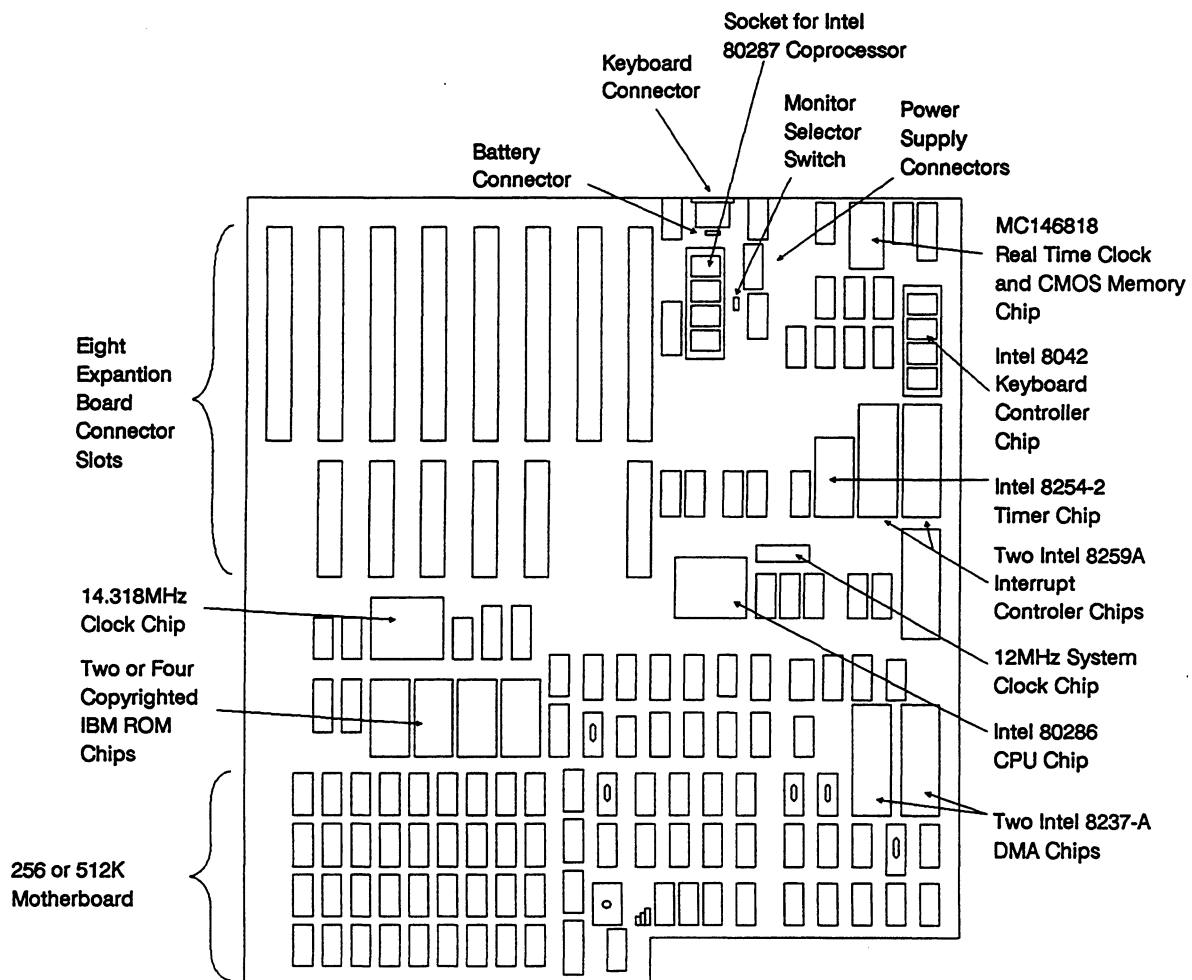 Socket for Intel
80287 Coprocessor
Keyboard
Connector
Monitor
Selector
Switch
Power
Supply
Connectors
Battery
Connector
MC146818
Real Time Clock
and CMOS Memory
Chip
Eight
Expantion
Board
Connector
Slots
Intel 8042
Keyboard
Controller
Chip
Intel 8254-2
Timer Chip
Two Intel 8259A
Interrupt
Controler Chips
14.318MHz
Clock Chip
12MHz System
Clock Chip
Two or Four
Copyrighted
IBM ROM
Chips
Intel 80286
CPU Chip
Two Intel 8237-A
DMA Chips
256 or 512K
Motherboard